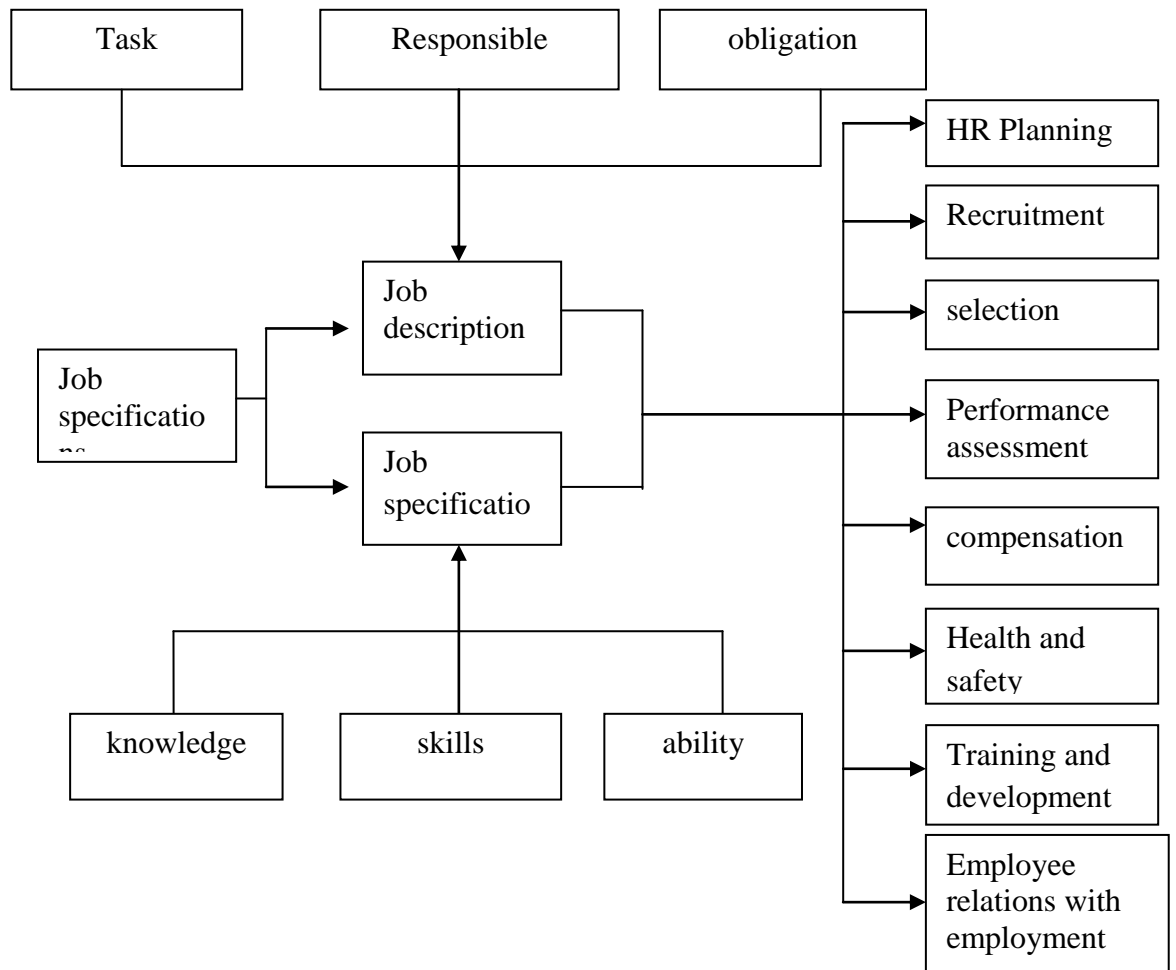 Task
Responsible
obligation
HR Planning
Recruitment
selection
Performance
assessment
compensation
Health and
safety
Training and
development
Employee
relations with
employment
Job
description
Job
specificatio
ns
Job
specificatio
knowledge
skills
ability